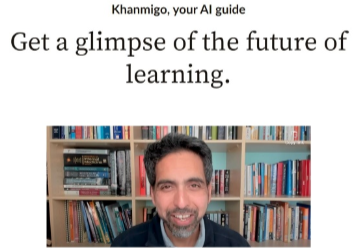 Khanmigo, your AI guide
Get a glimpse of the future of
learning.